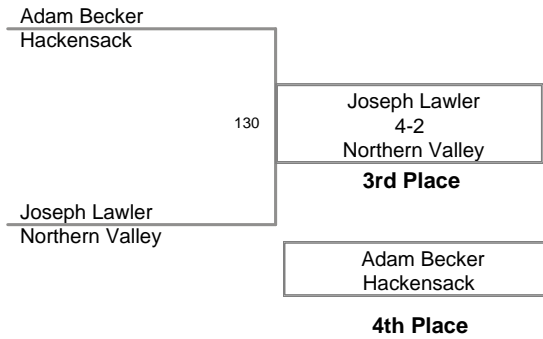 Adam Becker
Hackensack
130
Joseph Lawler
4-2
Northern Valley
3rd Place
Joseph Lawler
Northern Valley
Adam Becker
Hackensack
4th Place